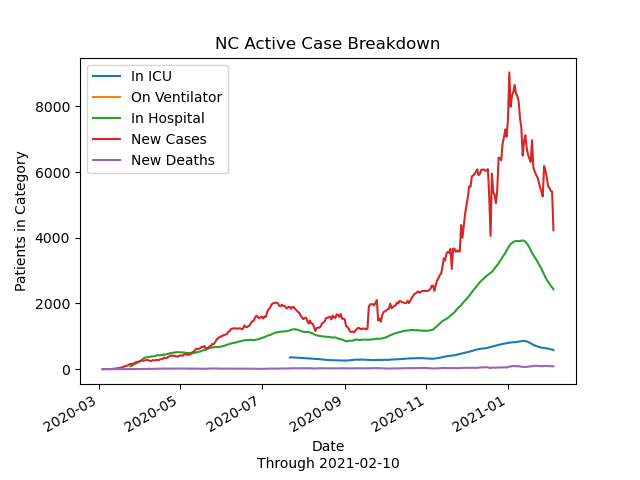 NC Active Case Breakdown
In ICU
On Ventilator
In Hospital
New Cases
New Deaths
Patients in Category
8000
6000
4000
2000
0
2020-03
2020-05
2020-07
2020-09
2020-11
2021-01
Date
Through 2021-02-10